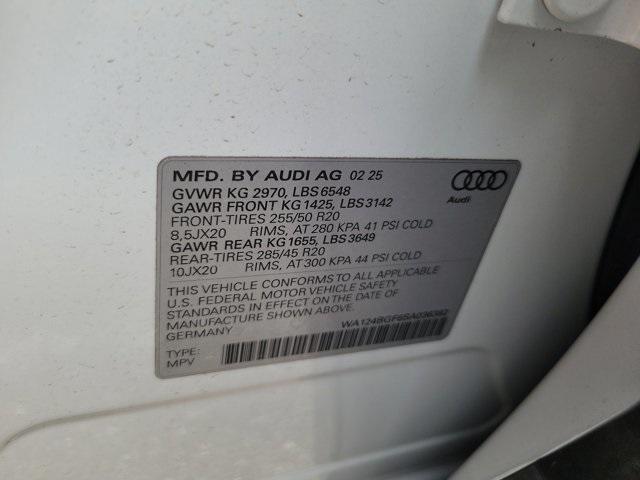 MFD. BY AUDI AG 02 25
GVWR KG 2970, LBS 6548
GAWR FRONT KG 1425, LBS 3142
FRONT-TIRES 255/50 R20
8,5JX20 RIMS, AT 280 KPA 41 PSI COLD
GAWR REAR KG 1655, LBS 3649
REAR-TIRES 285/45 R20
10JX20 RIMS, AT 300 KPA 44 PSI COLD
Audi
THIS VEHICLE CONFORMS TO ALL APPLICABLE
U.S. FEDERAL MOTOR VEHICLE SAFETY
STANDARDS IN EFFECT ON THE DATE OF
MANUFACTURE SHOWN ABOVE.
GERMANY
TYPE:
MPV